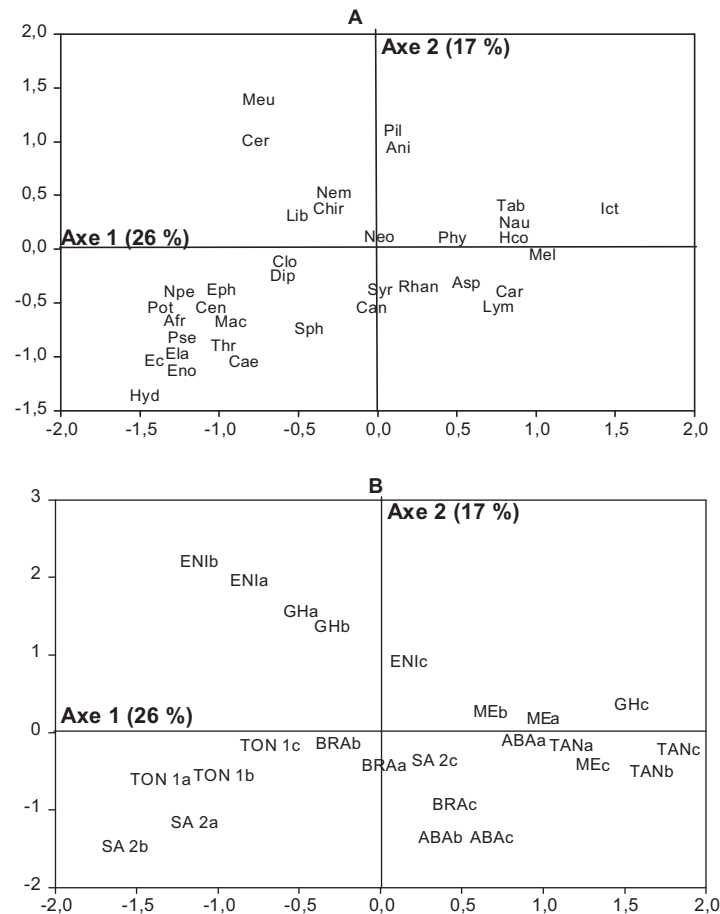 A
2,0
Axe 2 (17 %)
1,5
Meu
1,0
Cer
Pil
Ani
0,5
Nem
Chir
Lib
Tab
Nau
Hco
Ict
Neo
Phy
Axe 1 (26 %)
0,0
Mel
Clo
Dip
-0,5
Npe
Eph
Pot
Cen
Afr
Mac
Pse
Syr
Can
Rhan
Asp
Car
Lym
Sph
-1,0
Thr
Ela
Ec
Eno
Cae
Hyd
-1,5
-2,0 -1,5 -1,0 -0,5 0,0 0,5 1,0 1,5 2,0
B
3
Axe 2 (17 %)
ENIb
2
ENIa
GHa
GHb
1
ENIc
MEb
MEa
GHc
Axe 1 (26 %)
0
TON 1c
BRAb
ABAa
TANa
TANc
TON 1a
TON 1b
BRAa
SA 2c
MEc
TANb
-1
BRAc
SA 2a
SA 2b
ABAb
ABAc
-2
-2,0 -1,5 -1,0 -0,5 0,0 0,5 1,0 1,5 2,0